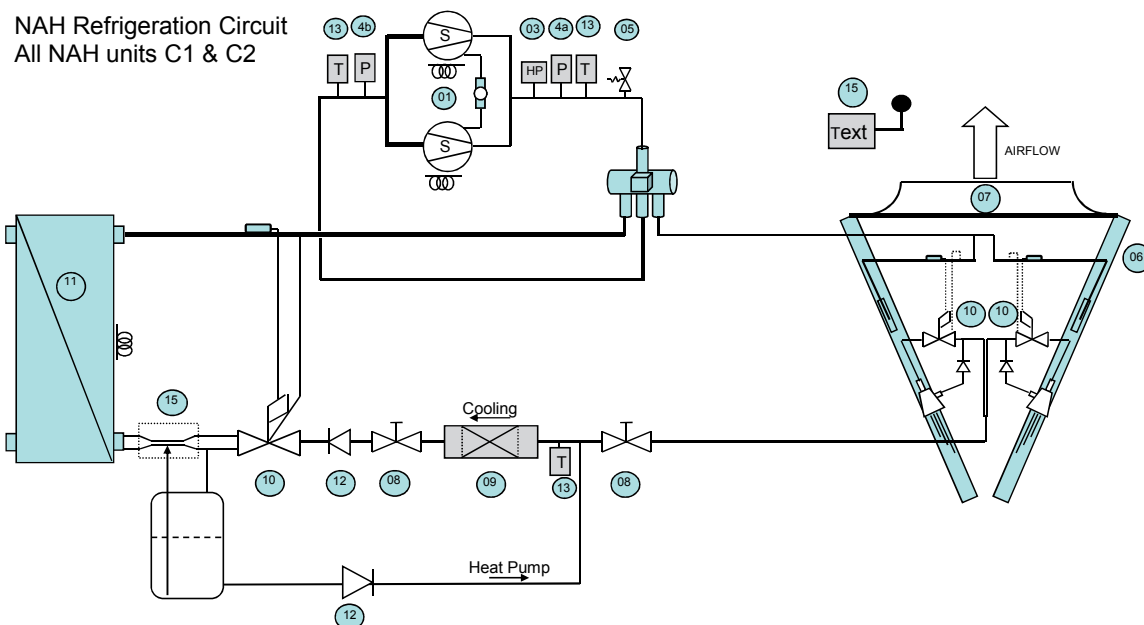 NAH Refrigeration Circuit
All NAH units C1 & C2
13
4b
03
4a
13
05
T
P
S
HP
P
T
01
S
15
Text
AIRFLOW
07
06
11
10
10
15
Cooling
T
10
12
08
09
13
08
Heat Pump
12